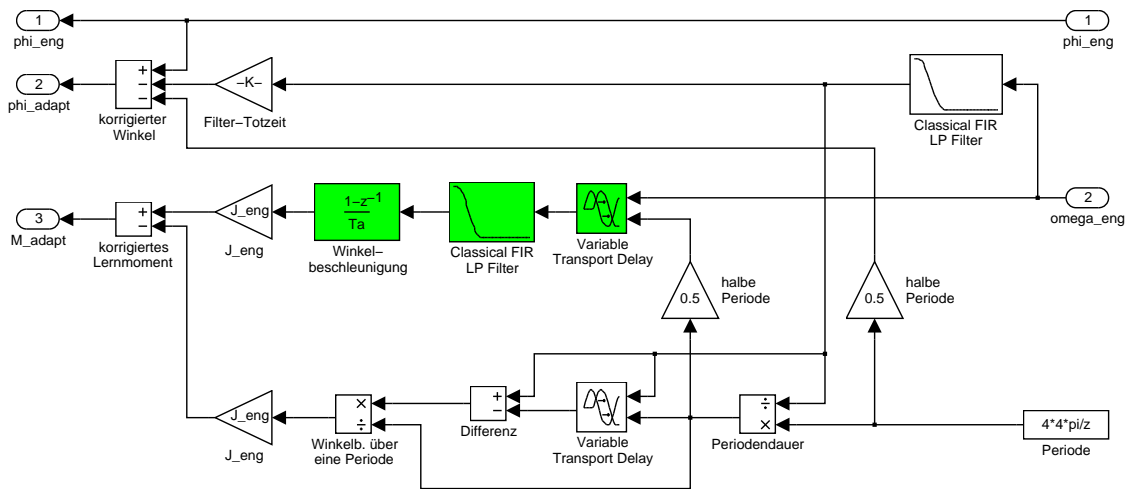 1
phi_eng
1
phi_eng
+
−
−
korrigierter
Winkel
−K−
Filter−Totzeit
2
phi_adapt
Classical FIR
LP Filter
3
M_adapt
+
−
korrigiertes
Lernmoment
J_eng
J_eng
1−z−1
Ta
Winkel−
beschleunigung
Classical FIR
LP Filter
Variable
Transport Delay
2
omega_eng
0.5
halbe
Periode
0.5
halbe
Periode
J_eng
J_eng
×
÷
Winkelb. über
eine Periode
+
−
Differenz
Variable
Transport Delay
÷
×
Periodendauer
4*4*pi/z
Periode